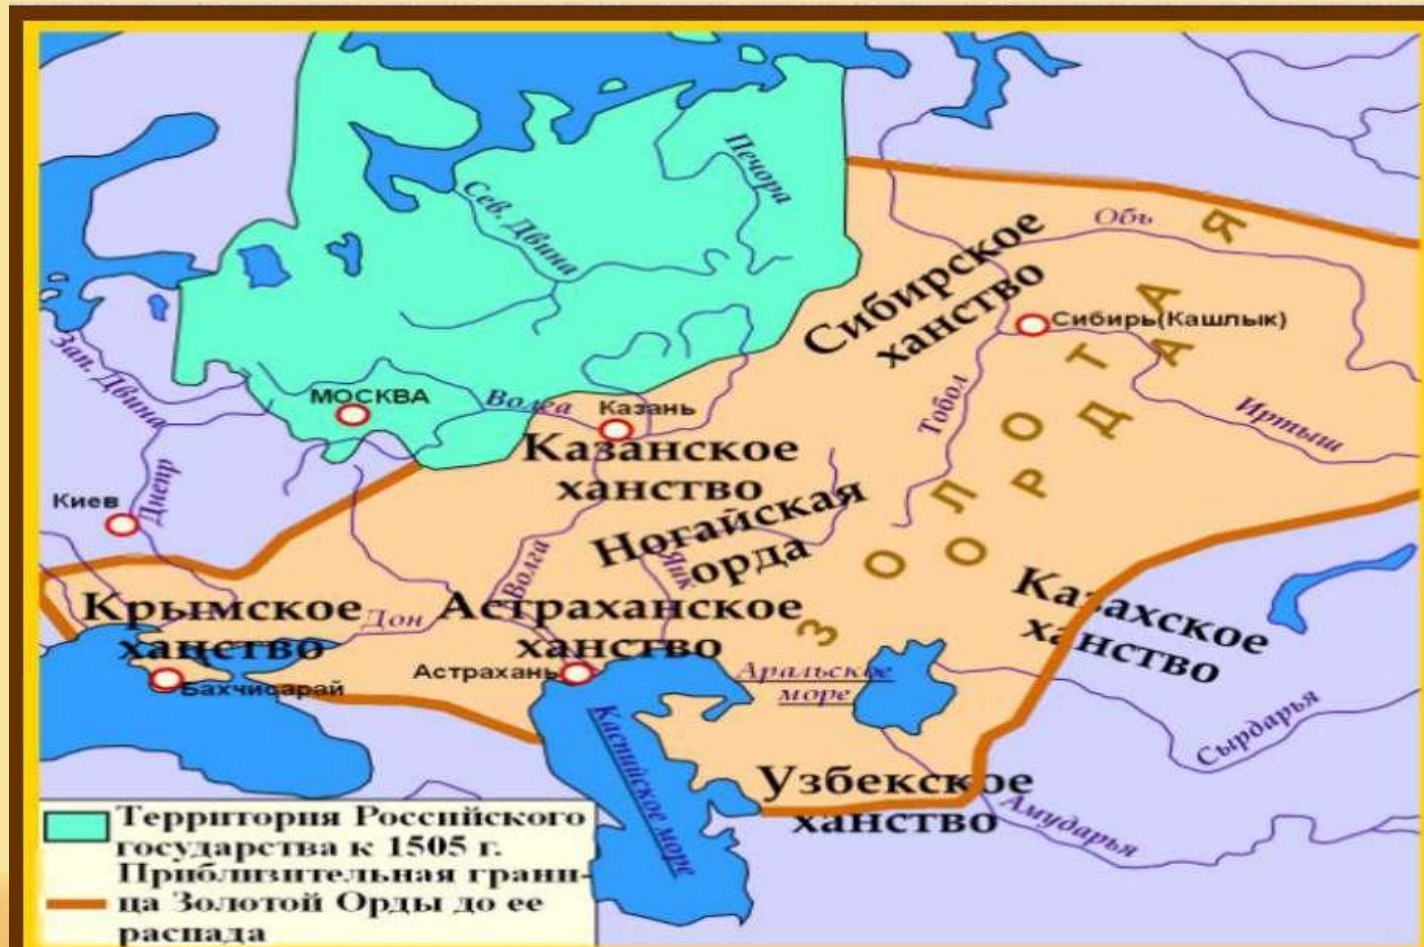 Печора
Сев. Двина
Обь
Сибирское
ханство
Сибирь(Кашлык)
Зап. Двина
МОСКВА
Волга
Казань
Тобол
Иртыш
Казанское
ханство
Киев
Днепр
Ногайская
орда
Яик
Волга
ЗОЛОТАЯ
ОРДА
Казахское
ханство
Крымское
ханство
Дон
Астраханское
ханство
Бахчисарай
Астрахань
Аральское
море
Каспийское море
Сырдарья
Узбекское
ханство
Амударья
Территория Российского
государства к 1505 г.
Приблизительная грани-
ца Золотой Орды до ее
распада